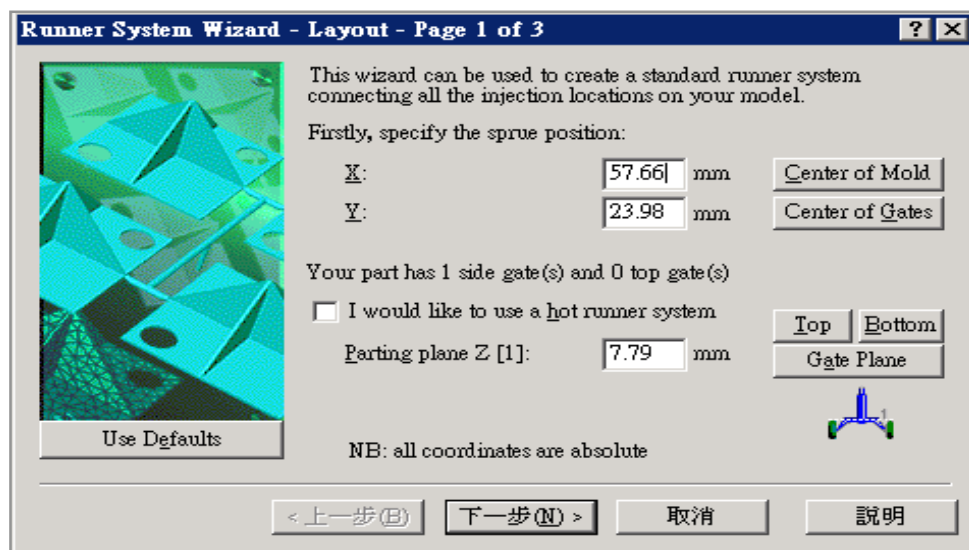 Runner System Wizard - Layout - Page 1 of 3
This wizard can be used to create a standard runner system
connecting all the injection locations on your model.
Firstly, specify the sprue position:
X: 57.66 mm Center of Mold
Y: 23.98 mm Center of Gates
Your part has 1 side gate(s) and 0 top gate(s)
I would like to use a hot runner system
Top Bottom
Parting plane Z [1]: 7.79 mm Gate Plane
1
Use Defaults
NB: all coordinates are absolute
< 上一步(B) 下一步(N) > 取消 說明